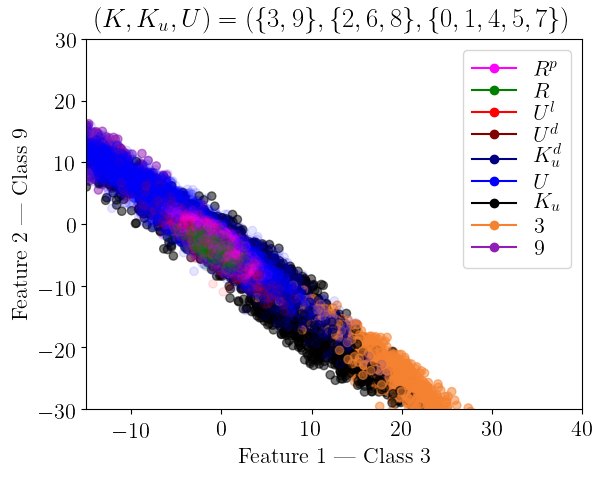 (K, K_u, U) = ({3, 9}, {2, 6, 8}, {0, 1, 4, 5, 7})
30
20
10
0
−10
−20
−30
Feature 2 — Class 9
R^p
R
U^l
U^d
K_u^d
U
K_u
3
9
−10
0
10
20
30
40
Feature 1 — Class 3